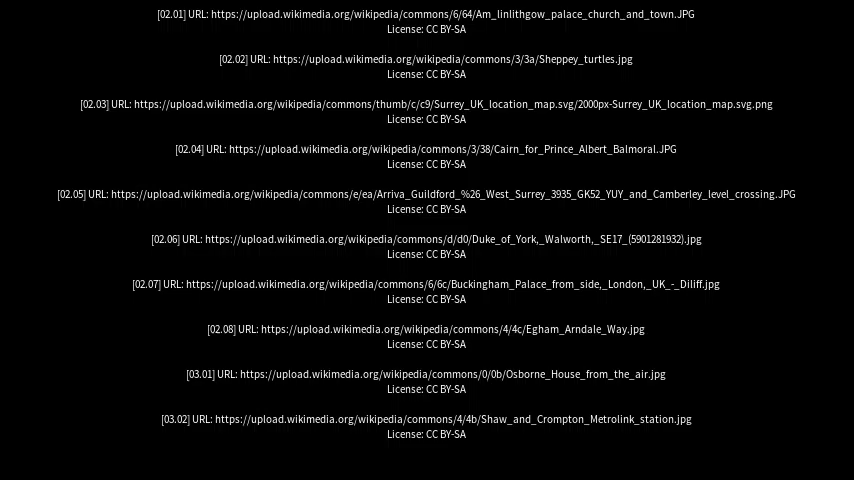 [02.01] URL: https://upload.wikimedia.org/wikipedia/commons/6/64/Am_linlithgow_palace_church_and_town.JPG
License: CC BY-SA
[02.02] URL: https://upload.wikimedia.org/wikipedia/commons/3/3a/Sheppey_turtles.jpg
License: CC BY-SA
[02.03] URL: https://upload.wikimedia.org/wikipedia/commons/thumb/c/c9/Surrey_UK_location_map.svg/2000px-Surrey_UK_location_map.svg.png
License: CC BY-SA
[02.04] URL: https://upload.wikimedia.org/wikipedia/commons/3/38/Cairn_for_Prince_Albert_Balmoral.JPG
License: CC BY-SA
[02.05] URL: https://upload.wikimedia.org/wikipedia/commons/e/ea/Arriva_Guildford_%26_West_Surrey_3935_GK52_YUY_and_Camberley_level_crossing.JPG
License: CC BY-SA
[02.06] URL: https://upload.wikimedia.org/wikipedia/commons/d/d0/Duke_of_York,_Walworth,_SE17_(5901281932).jpg
License: CC BY-SA
[02.07] URL: https://upload.wikimedia.org/wikipedia/commons/6/6c/Buckingham_Palace_from_side,_London,_UK_-_Diliff.jpg
License: CC BY-SA
[02.08] URL: https://upload.wikimedia.org/wikipedia/commons/4/4c/Egham_Arndale_Way.jpg
License: CC BY-SA
[03.01] URL: https://upload.wikimedia.org/wikipedia/commons/0/0b/Osborne_House_from_the_air.jpg
License: CC BY-SA
[03.02] URL: https://upload.wikimedia.org/wikipedia/commons/4/4b/Shaw_and_Crompton_Metrolink_station.jpg
License: CC BY-SA